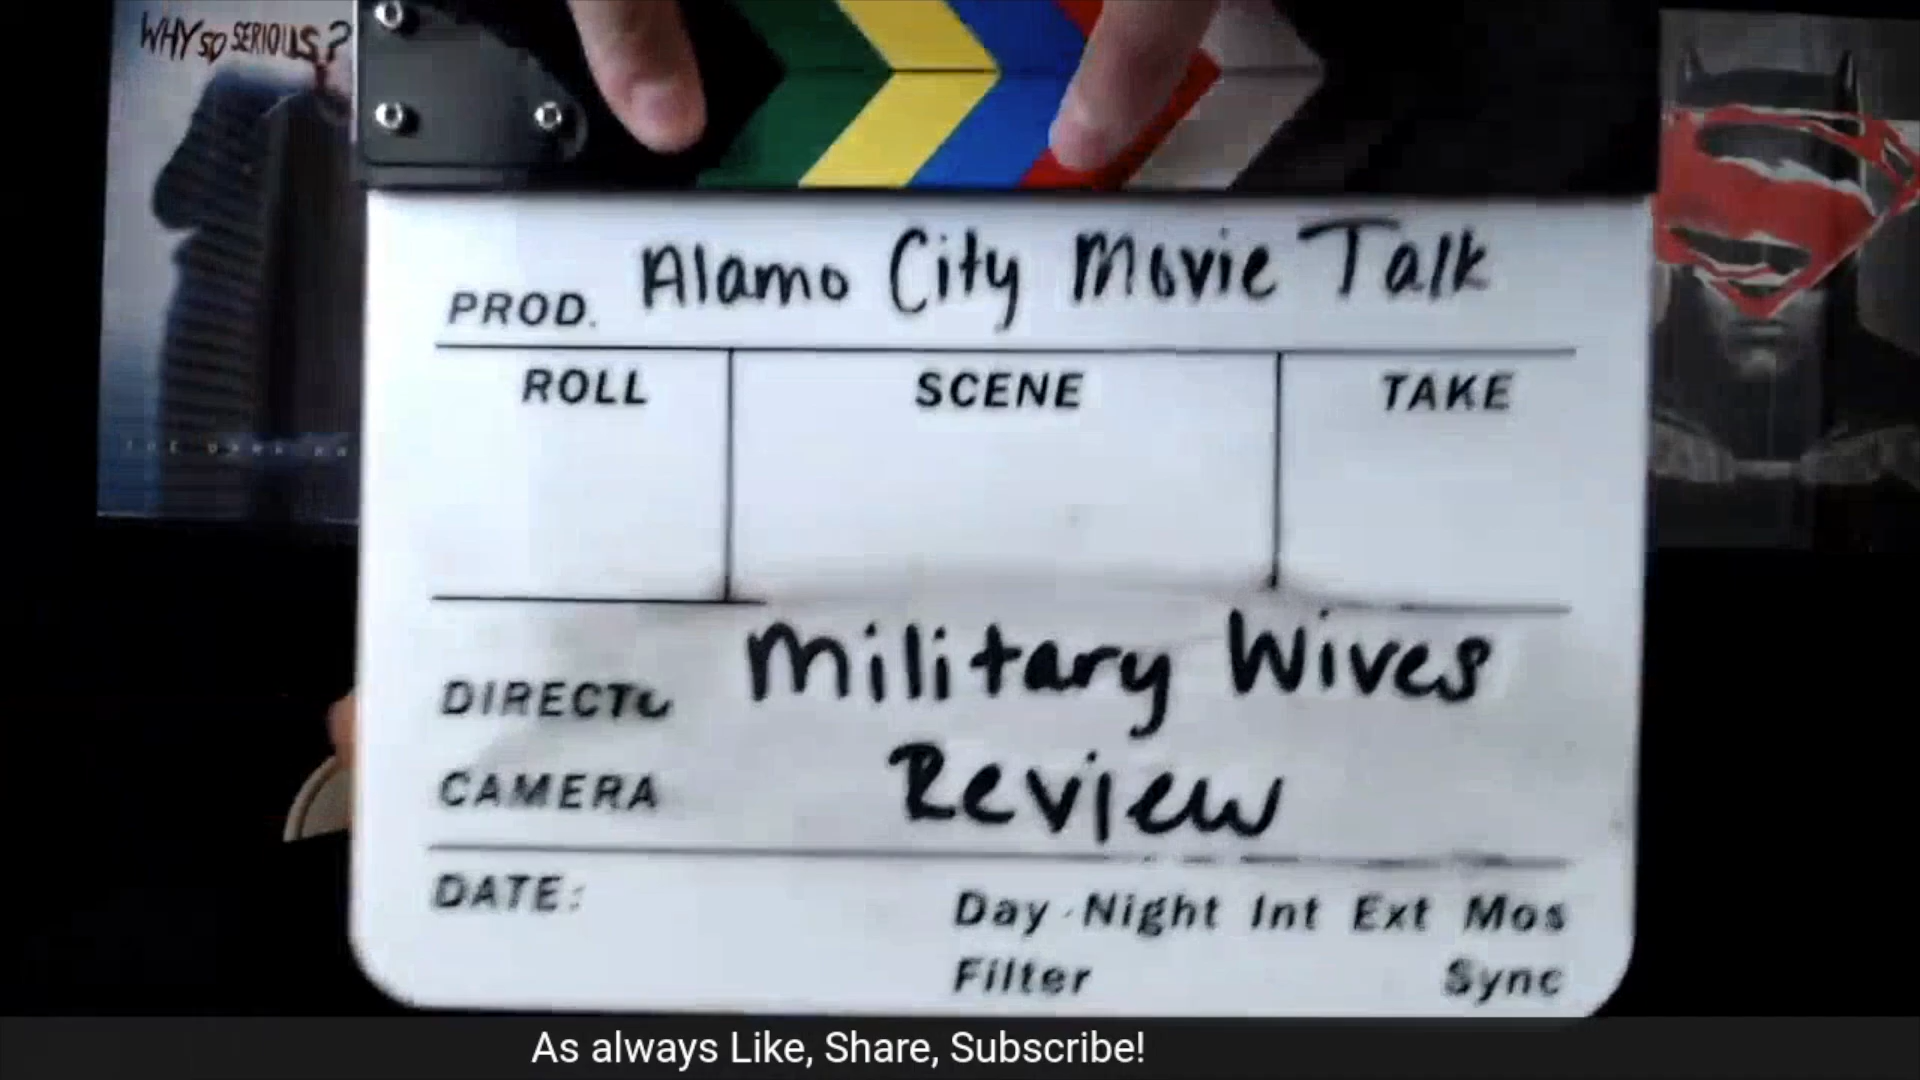 WHY SO SERIOUS?
PROD. Alamo City Movie Talk
ROLL SCENE TAKE
Military Wives
DIRECTO
Review
CAMERA
DATE:
Day Night Int Ext Mos
Filter Sync
As always Like, Share, Subscribe!